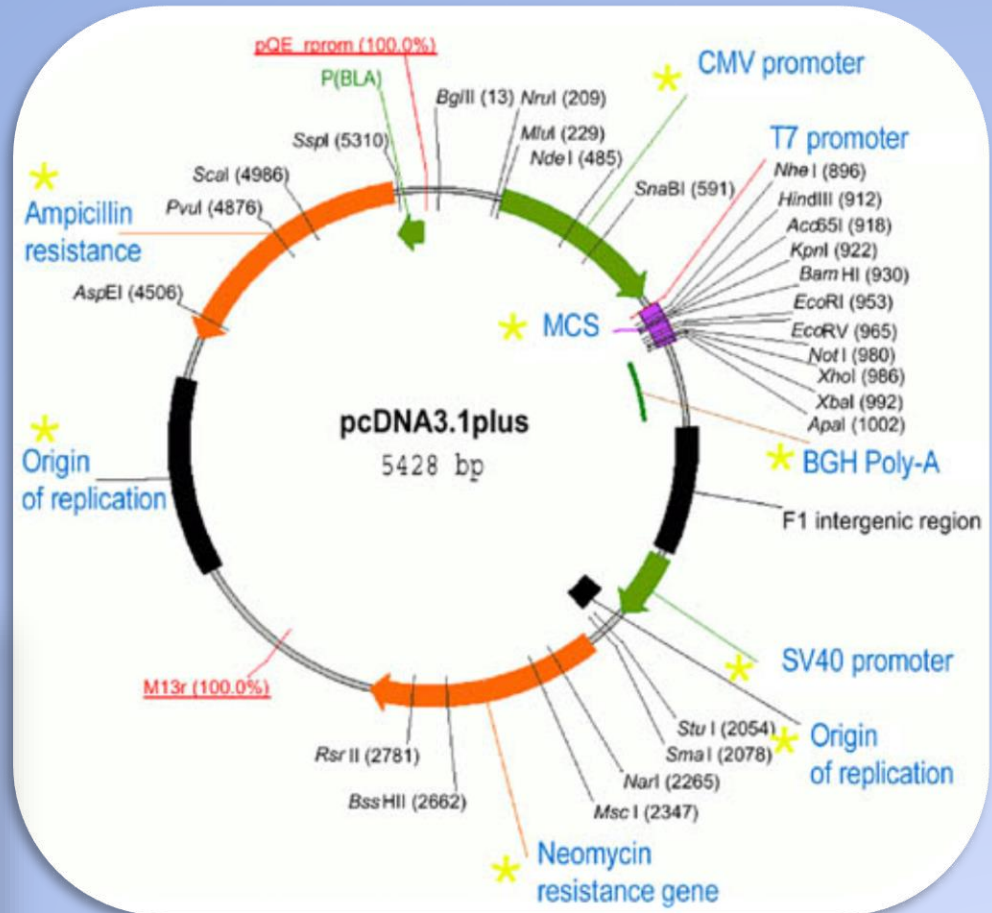 pQE_rprom (100.0%)
P(BLA)
BglII (13)
NruI (209)
MluI (229)
NdeI (485)
SspI (5310)
ScaI (4986)
PvuI (4876)
AspEI (4506)
SnaBI (591)
CMV promoter
T7 promoter
NheI (896)
HindIII (912)
Acc65I (918)
KpnI (922)
BamHI (930)
EcoRI (953)
EcoRV (965)
NotI (980)
XhoI (986)
XbaI (992)
ApaI (1002)
Ampicillin
resistance
MCS
pcDNA3.1plus
5428 bp
Origin
of replication
BGH Poly-A
F1 intergenic region
SV40 promoter
Origin
of replication
M13r (100.0%)
StuI (2054)
SmaI (2078)
NarI (2265)
MscI (2347)
RsrII (2781)
BssHII (2662)
Neomycin
resistance gene